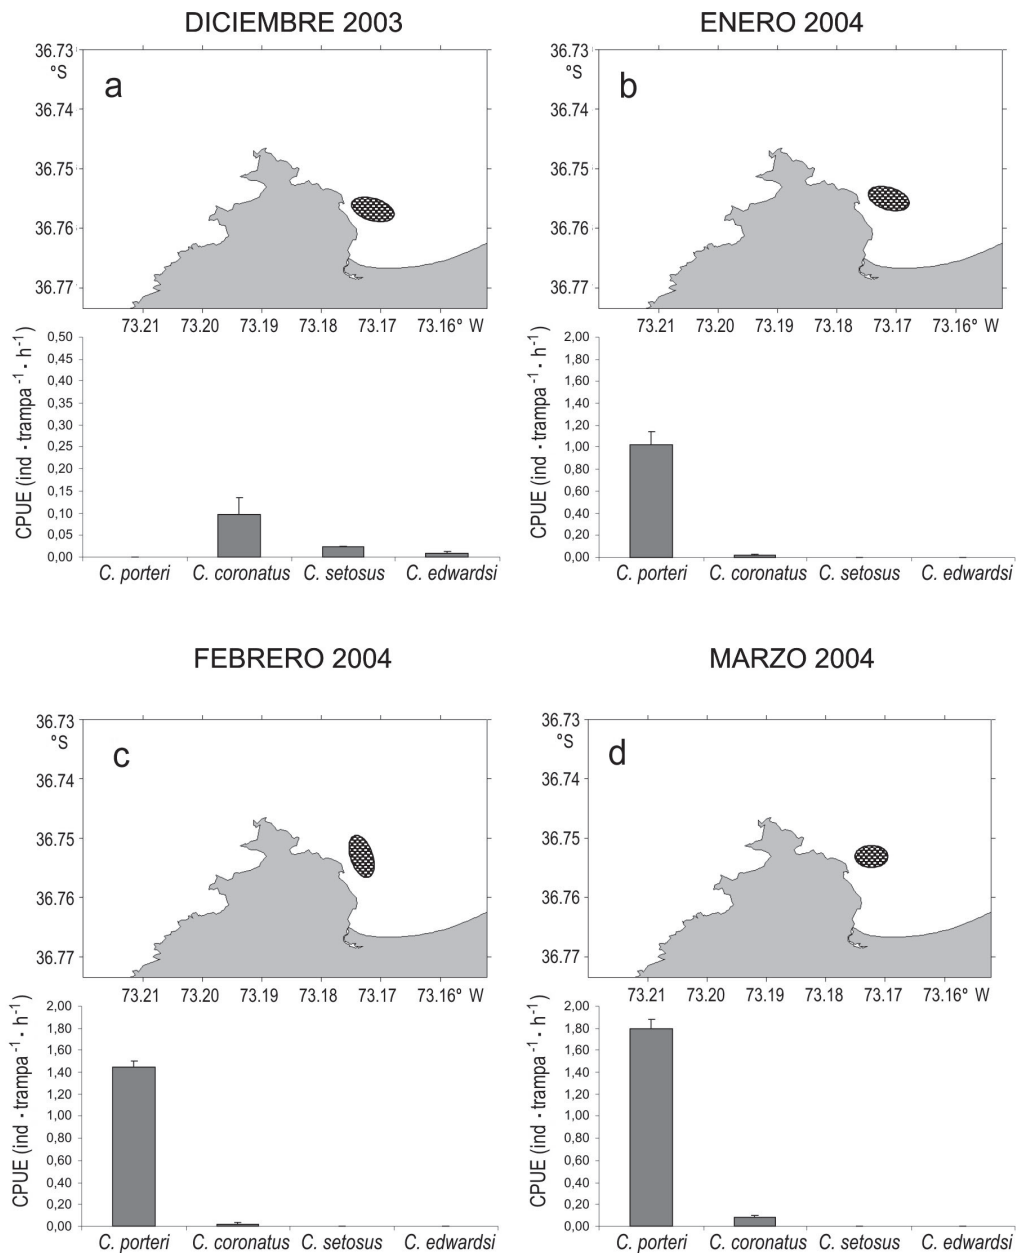 DICIEMBRE 2003
36.73
°S
a
36.74
36.75
36.76
36.77
73.21 73.20 73.19 73.18 73.17 73.16° W
CPUE (ind · trampa⁻¹ · h⁻¹)
0,50
0,45
0,40
0,35
0,30
0,25
0,20
0,15
0,10
0,05
0,00
C. porteri C. coronatus C. setosus C. edwardsi
ENERO 2004
36.73
°S
b
36.74
36.75
36.76
36.77
73.21 73.20 73.19 73.18 73.17 73.16° W
CPUE (ind · trampa⁻¹ · h⁻¹)
2,00
1,80
1,60
1,40
1,20
1,00
0,80
0,60
0,40
0,20
0,00
C. porteri C. coronatus C. setosus C. edwardsi
FEBRERO 2004
36.73
°S
c
36.74
36.75
36.76
36.77
73.21 73.20 73.19 73.18 73.17 73.16° W
CPUE (ind · trampa⁻¹ · h⁻¹)
2,00
1,80
1,60
1,40
1,20
1,00
0,80
0,60
0,40
0,20
0,00
C. porteri C. coronatus C. setosus C. edwardsi
MARZO 2004
36.73
°S
d
36.74
36.75
36.76
36.77
73.21 73.20 73.19 73.18 73.17 73.16° W
CPUE (ind · trampa⁻¹ · h⁻¹)
2,00
1,80
1,60
1,40
1,20
1,00
0,80
0,60
0,40
0,20
0,00
C. porteri C. coronatus C. setosus C. edwardsi